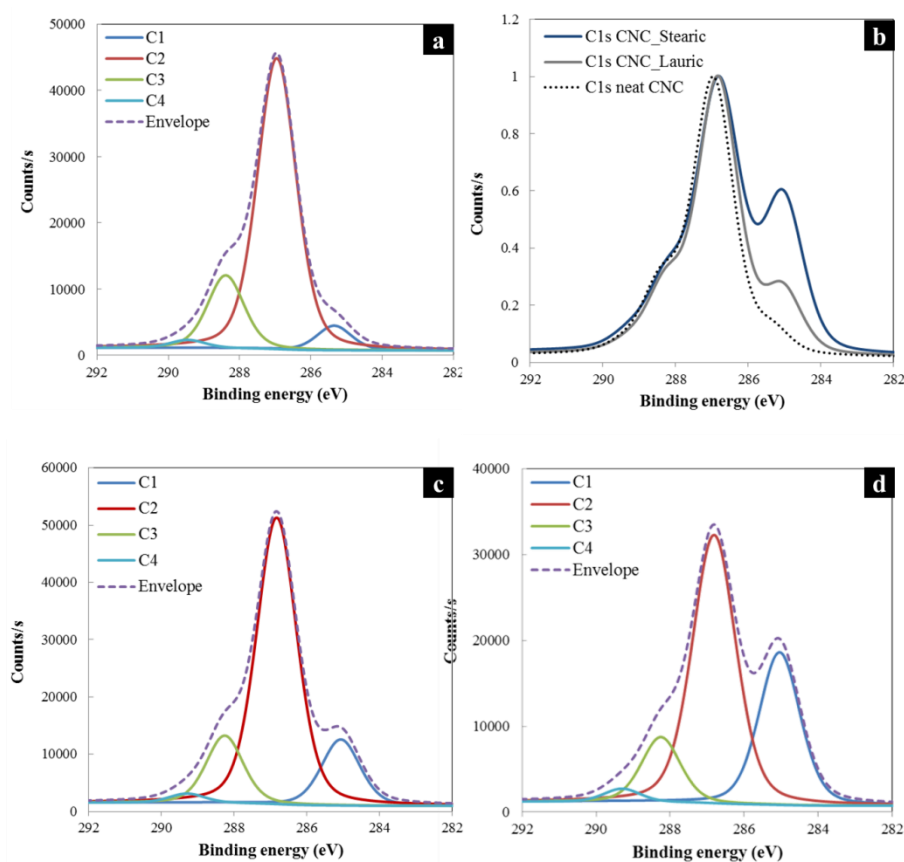 a
50000
40000
30000
20000
10000
0
C1
C2
C3
C4
Envelope
Counts/s
292 290 288 286 284 282
Binding energy (eV)
b
1.2
1
0.8
0.6
0.4
0.2
0
C1s CNC_Stearic
C1s CNC_Lauric
C1s neat CNC
Counts/s
292 290 288 286 284 282
Binding energy (eV)
c
60000
50000
40000
30000
20000
10000
0
C1
C2
C3
C4
Envelope
Counts/s
292 290 288 286 284 282
Binding energy (eV)
d
40000
30000
20000
10000
0
C1
C2
C3
C4
Envelope
Counts/s
292 290 288 286 284 282
Binding energy (eV)